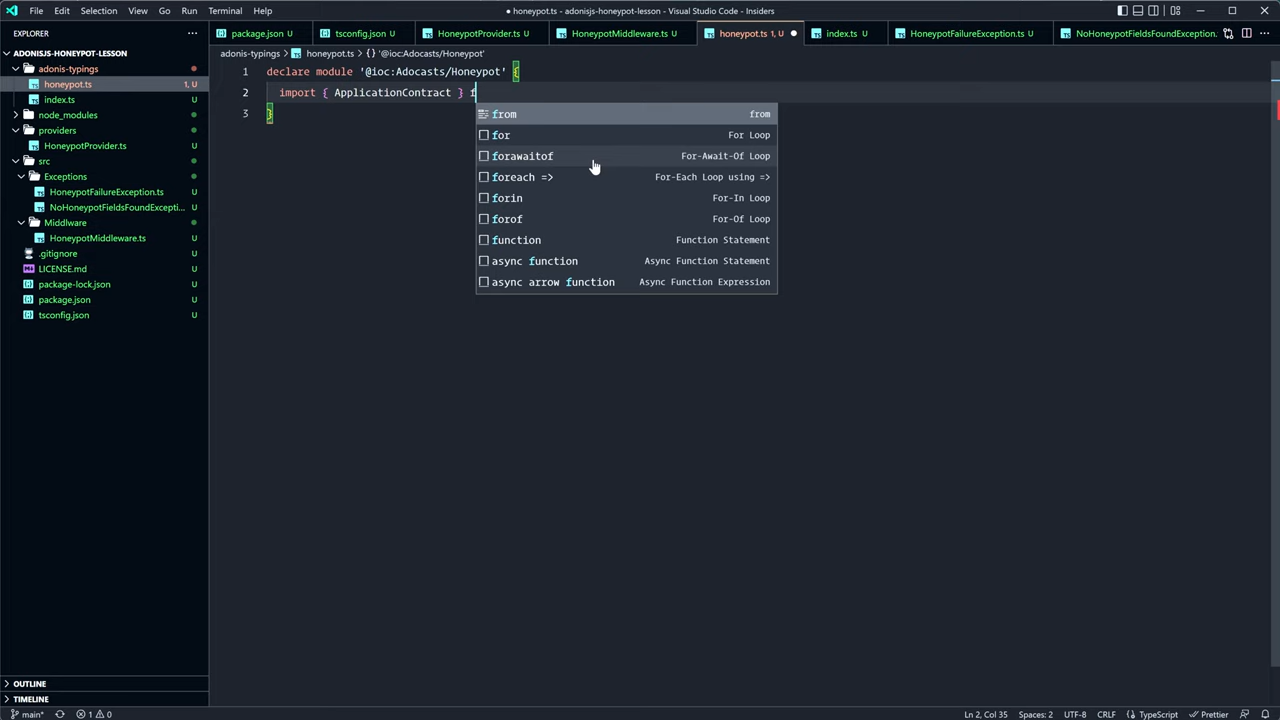 File Edit Selection View Go Run Terminal Help
● honeypot.ts - adonisjs-honeypot-lesson - Visual Studio Code - Insiders
EXPLORER ...
package.json U
tsconfig.json U
HoneypotProvider.ts U
HoneypotMiddleware.ts U
honeypot.ts 1, U ●
index.ts U
HoneypotFailureException.ts U
NoHoneypotFieldsFoundException.
ADONISJS-HONEYPOT-LESSON
adonis-typings
honeypot.ts 1, U
index.ts U
node_modules
providers
HoneypotProvider.ts U
src
Exceptions
HoneypotFailureException.ts U
NoHoneypotFieldsFoundExcepti... U
Middlware
HoneypotMiddleware.ts U
.gitignore U
LICENSE.md U
package-lock.json U
package.json U
tsconfig.json U
adonis-typings > honeypot.ts > {} '@ioc:Adocasts/Honeypot'
1 declare module '@ioc:Adocasts/Honeypot' {
2 import { ApplicationContract } f
3 }
from from
for For Loop
forawaitof For-Await-Of Loop
foreach => For-Each Loop using =>
forin For-In Loop
forof For-Of Loop
function Function Statement
async function Async Function Statement
async arrow function Async Function Expression
OUTLINE
TIMELINE
main* 1 0 Ln 2, Col 35 Spaces: 2 UTF-8 CRLF {} TypeScript Prettier